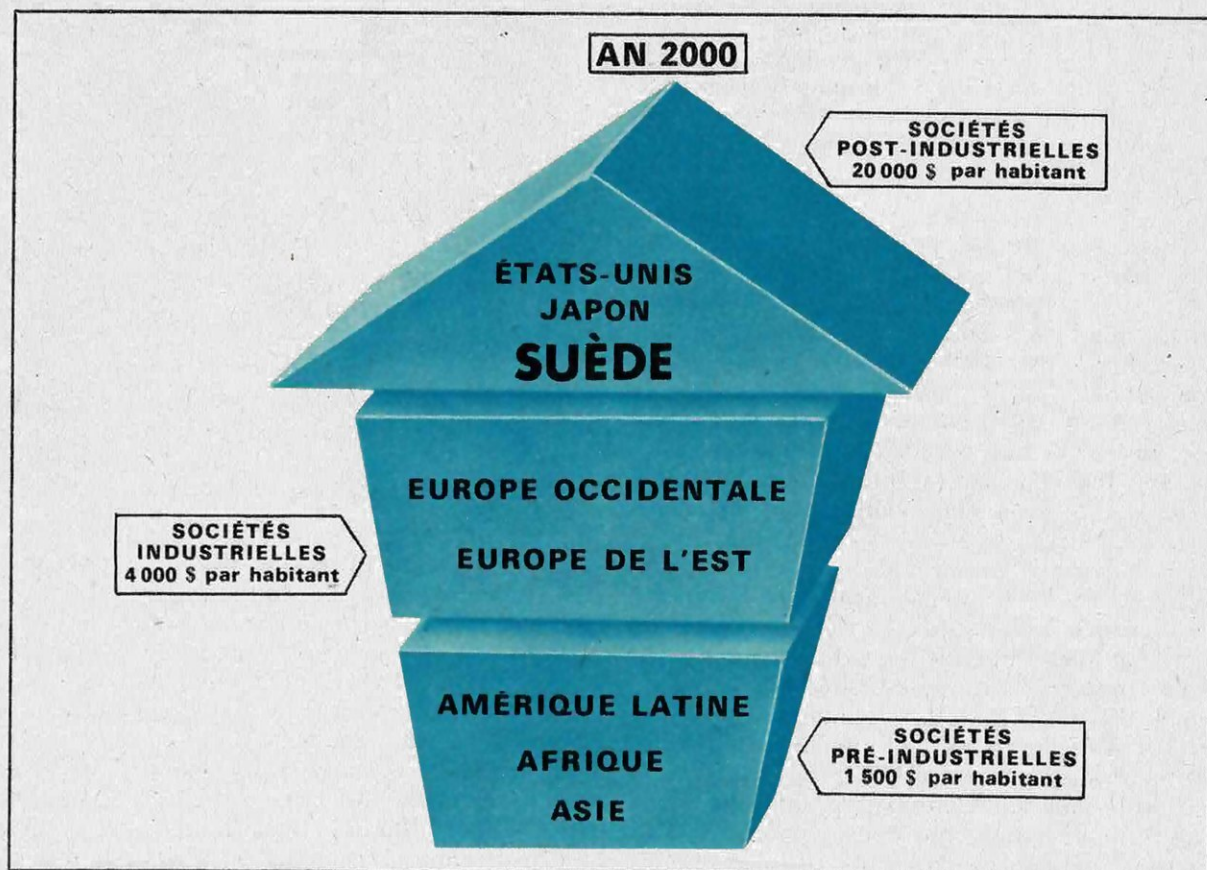 AN 2000
SOCIÉTÉS
POST-INDUSTRIELLES
20 000 $ par habitant
ÉTATS-UNIS
JAPON
SUÈDE
EUROPE OCCIDENTALE
EUROPE DE L'EST
SOCIÉTÉS
INDUSTRIELLES
4 000 $ par habitant
AMÉRIQUE LATINE
AFRIQUE
ASIE
SOCIÉTÉS
PRÉ-INDUSTRIELLES
1 500 $ par habitant